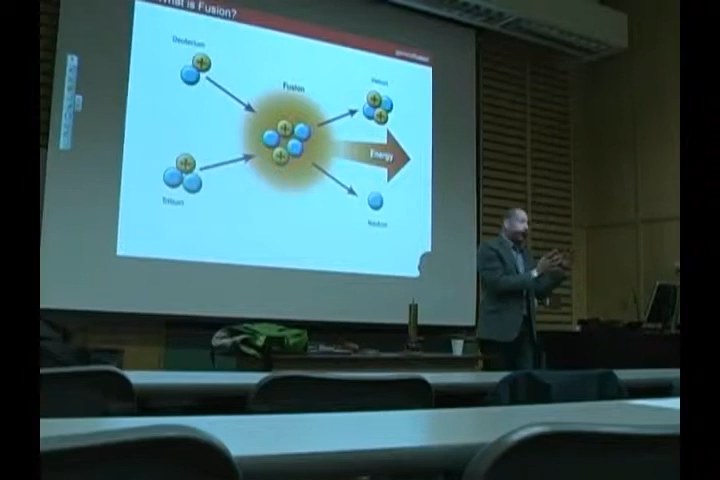 What is Fusion?
Deuterium
Fusion
Helium
Energy
Tritium
Neutron